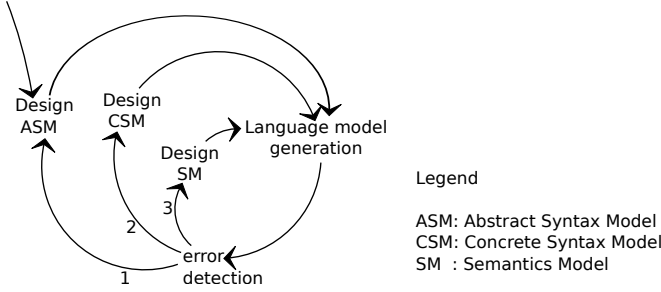 Design
ASM
Design
CSM
Language model
generation
Design
SM
3
2
1
error
detection
Legend
ASM: Abstract Syntax Model
CSM: Concrete Syntax Model
SM : Semantics Model